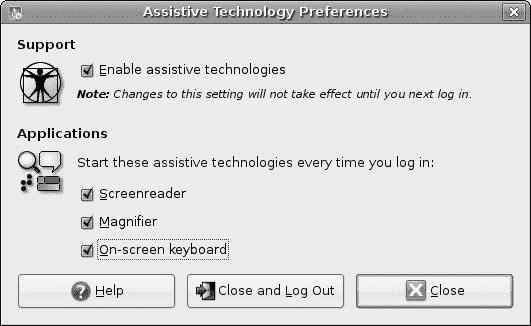 Assistive Technology Preferences
Support
Enable assistive technologies
Note: Changes to this setting will not take effect until you next log in.
Applications
Start these assistive technologies every time you log in:
Screenreader
Magnifier
On-screen keyboard
Help
Close and Log Out
Close